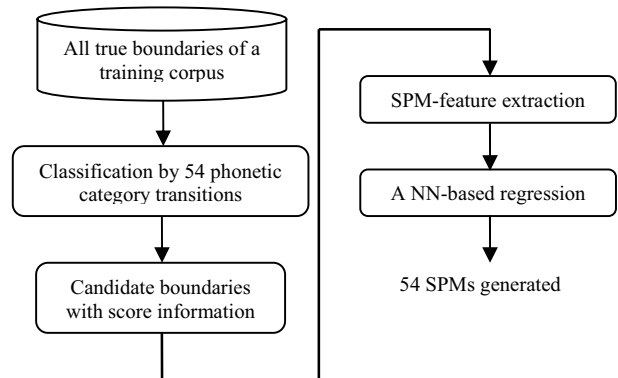 All true boundaries of a
training corpus
Classification by 54 phonetic
category transitions
Candidate boundaries
with score information
SPM-feature extraction
A NN-based regression
54 SPMs generated